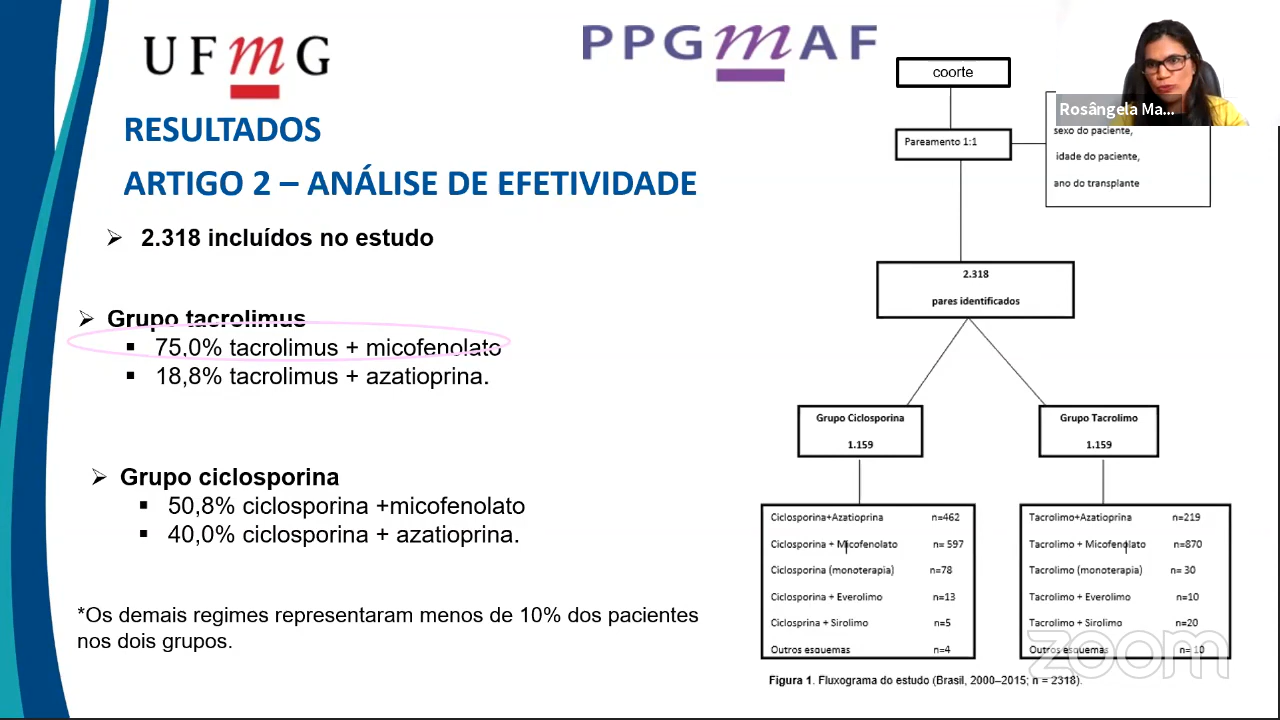 UFmG
PPGmAF
Rosângela Ma...
RESULTADOS
ARTIGO 2 – ANÁLISE DE EFETIVIDADE
2.318 incluídos no estudo
Grupo tacrolimus
75,0% tacrolimus + micofenolato
18,8% tacrolimus + azatioprina.
Grupo ciclosporina
50,8% ciclosporina +micofenolato
40,0% ciclosporina + azatioprina.
*Os demais regimes representaram menos de 10% dos pacientes
nos dois grupos.
coorte
Pareamento 1:1
sexo do paciente,
idade do paciente,
ano do transplante
2.318
pares identificados
Grupo Ciclosporina
1.159
Grupo Tacrolimo
1.159
Ciclosporina+Azatioprina n=462
Ciclosporina + Micofenolato n= 597
Ciclosporina (monoterapia) n=78
Ciclosporina + Everolimo n=13
Ciclosprina + Sirolimo n=5
Outros esquemas n=4
Tacrolimo+Azatioprina n=219
Tacrolimo + Micofenolato n=870
Tacrolimo (monoterapia) n= 30
Tacrolimo + Everolimo n=10
Tacrolimo + Sirolimo n=20
Outros esquemas n= 10
zoom
Figura 1. Fluxograma do estudo (Brasil, 2000–2015; n = 2318).